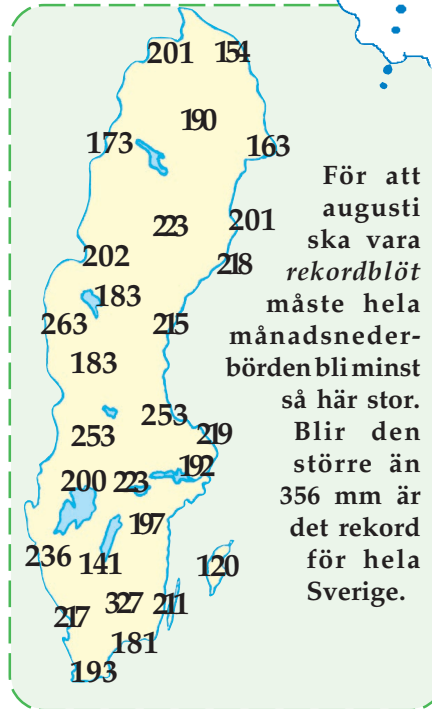 201 154
190
173 163
223 201
202 218
183
263 215
183
253
253 219
192
200 223
197
236 141 120
327 211
217
181
193
För att
augusti
ska vara
rekordblöt
måste hela
månadsneder-
börden bli minst
så här stor.
Blir den
större än
356 mm är
det rekord
för hela
Sverige.